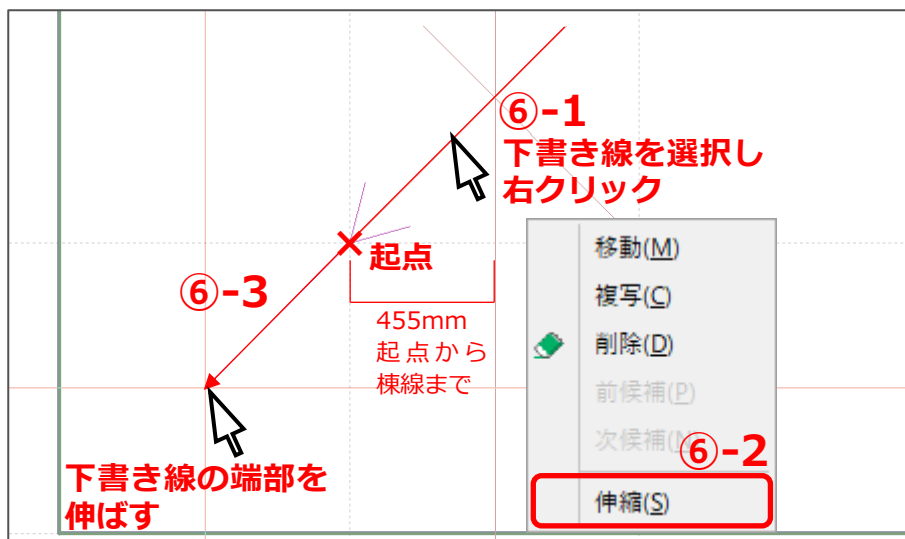 ⑥-1
下書き線を選択し
右クリック
起点
⑥-3
455mm
起点から
棟線まで
下書き線の端部を
伸ばす
移動(M)
複写(C)
削除(D)
前候補(P)
次候補(N)
⑥-2
伸縮(S)